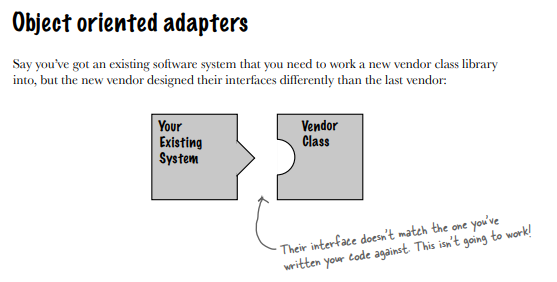 Object oriented adapters
Say you've got an existing software system that you need to work a new vendor class library
into, but the new vendor designed their interfaces differently than the last vendor:
Your
Existing
System
Vendor
Class
Their interface doesn't match the one you've
written your code against. This isn't going to work!